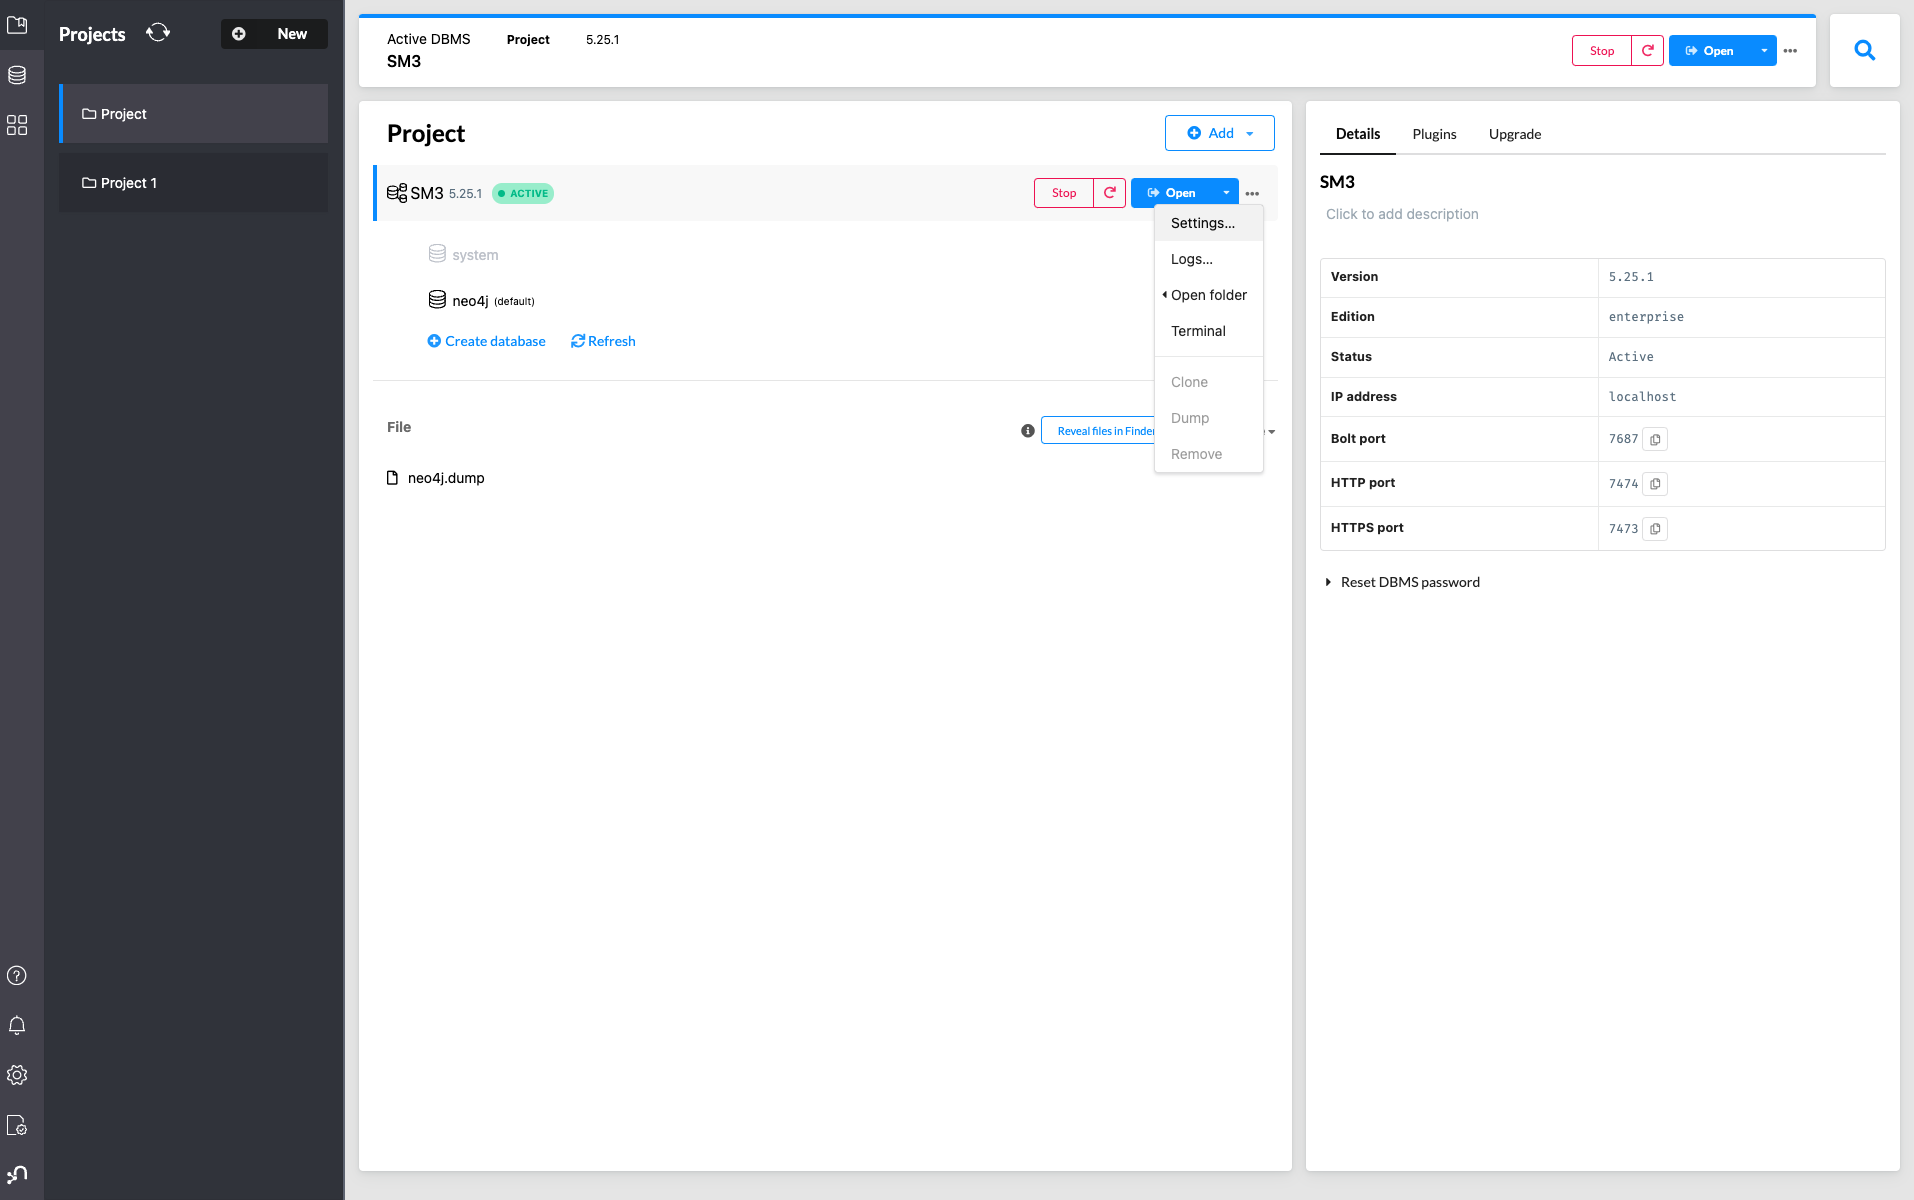 Projects
New
Project
Project 1
Active DBMS
Project
5.25.1
SM3
Stop
Open
Project
Add
SM3 5.25.1 ACTIVE
Stop
Open
Settings...
Logs...
Open folder
Terminal
Clone
Dump
Remove
system
neo4j (default)
Create database
Refresh
File
Reveal files in Finder
neo4j.dump
Details
Plugins
Upgrade
SM3
Click to add description
Version 5.25.1
Edition enterprise
Status Active
IP address localhost
Bolt port 7687
HTTP port 7474
HTTPS port 7473
Reset DBMS password